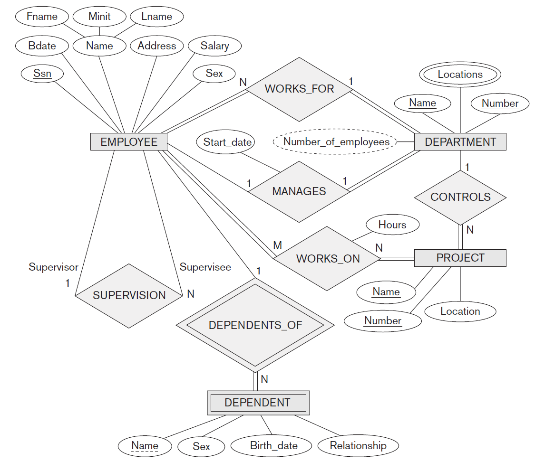 Fname Minit Lname
Bdate Name Address Salary
Ssn Sex
N WORKS_FOR 1
Locations
Name Number
EMPLOYEE Start_date Number_of_employees DEPARTMENT
1 MANAGES 1
1
CONTROLS
N
Hours
M WORKS_ON N
PROJECT
Supervisor Supervisee
1 SUPERVISION N
1
Name
Number Location
DEPENDENTS_OF
N
DEPENDENT
Name Sex Birth_date Relationship